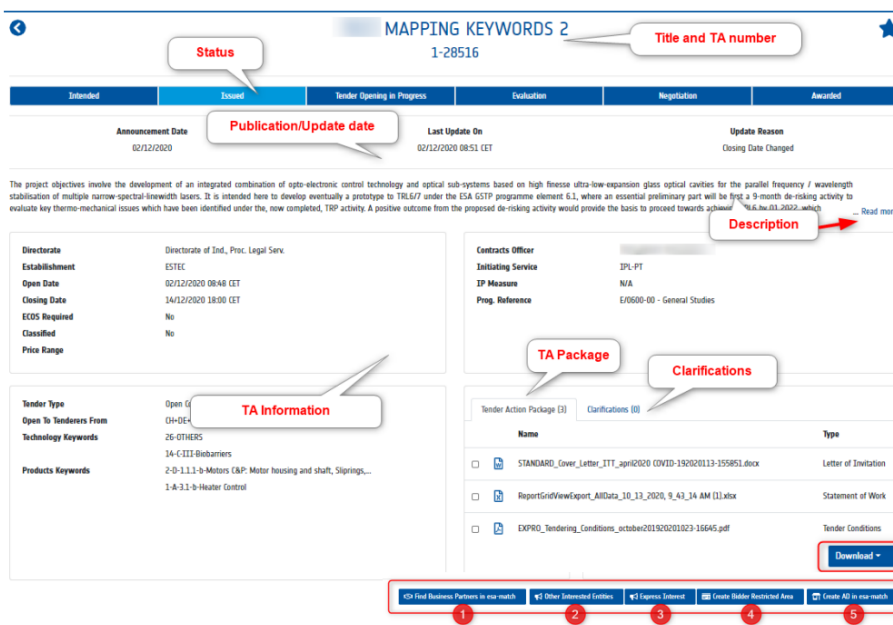 MAPPING KEYWORDS 2
1-28516
Title and TA number
Status
Intended
Issued
Tender Opening in Progress
Evaluation
Negotiation
Awarded
Publication/Update date
Announcement Date
02/12/2020
Last Update On
02/12/2020 08:51 CET
Update Reason
Closing Date Changed
The project objectives involve the development of an integrated combination of opto-electronic control technology and optical sub-systems based on high finesse ultra-low-expansion glass optical cavities for the parallel frequency / wavelength
stabilisation of multiple narrow-spectral-linewidth lasers. It is intended here to develop eventually a prototype to TRL6/7 under the ESA GSTP programme element 6.1, where an essential preliminary part will be first a 9-month de-risking activity to
evaluate key thermo-mechanical issues which have been identified under the, now completed, TRP activity. A positive outcome from the proposed de-risking activity would provide the basis to proceed towards by 01 2022, which
... Read more
Description
Directorate Directorate of Ind., Proc. Legal Serv.
Estabilishment ESTEC
Open Date 02/12/2020 08:48 CET
Closing Date 14/12/2020 18:00 CET
ECOS Required No
Classified No
Price Range
Contracts Officer
Initiating Service IPL-PT
IP Measure N/A
Prog. Reference E/0600-00 - General Studies
TA Package
Clarifications
TA Information
Tender Type Open
Open To Tenderers From CH+DE+
Technology Keywords 26-OTHERS
14-C-III-Biobarriers
Products Keywords 2-D-1.1.1-b-Motors C&P: Motor housing and shaft, Sliprings,...
1-A-3.1-b-Heater Control
Tender Action Package (3)
Clarifications (0)
Name Type
STANDARD_Cover_Letter_ITT_april2020 COVID-192020113-155851.docx Letter of Invitation
ReportGridViewExport_AllData_10_13_2020, 9_43_14 AM (1).xlsx Statement of Work
EXPRO_Tendering_Conditions_october201920201023-16645.pdf Tender Conditions
Download
Find Business Partners in esa-match
Other Interested Entities
Express Interest
Create Bidder Restricted Area
Create AD in esa-match
1
2
3
4
5